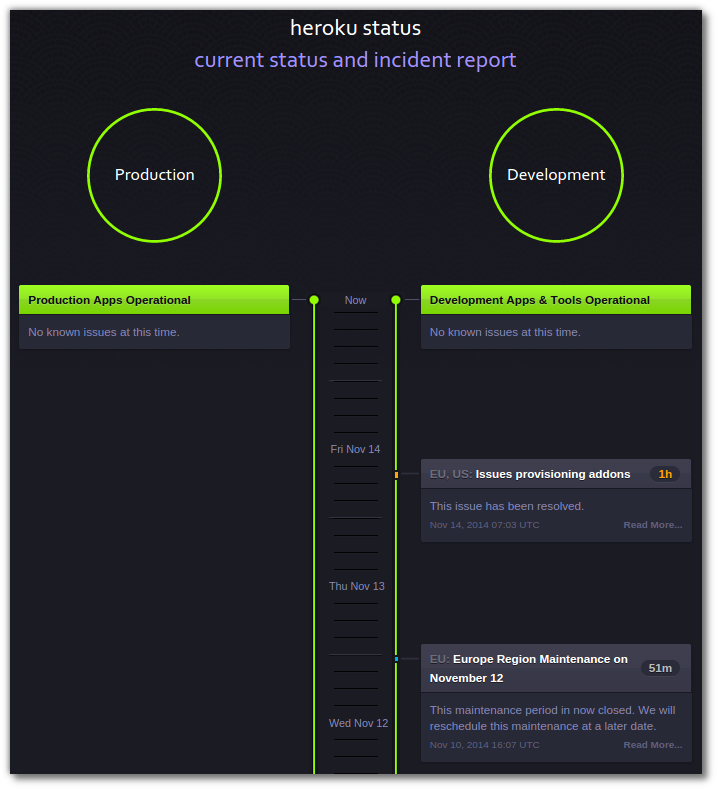 heroku status
current status and incident report
Production
Development
Production Apps Operational
No known issues at this time.
Now
Development Apps & Tools Operational
No known issues at this time.
Fri Nov 14
EU, US: Issues provisioning addons 1h
This issue has been resolved.
Nov 14, 2014 07:03 UTC Read More...
Thu Nov 13
EU: Europe Region Maintenance on
November 12
51m
This maintenance period in now closed. We will
reschedule this maintenance at a later date.
Nov 10, 2014 16:07 UTC Read More...
Wed Nov 12